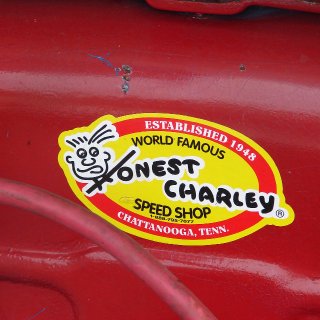 ESTABLISHED 1948
WORLD FAMOUS
HONEST
CHARLEY®
SPEED SHOP
CHATTANOOGA, TENN.